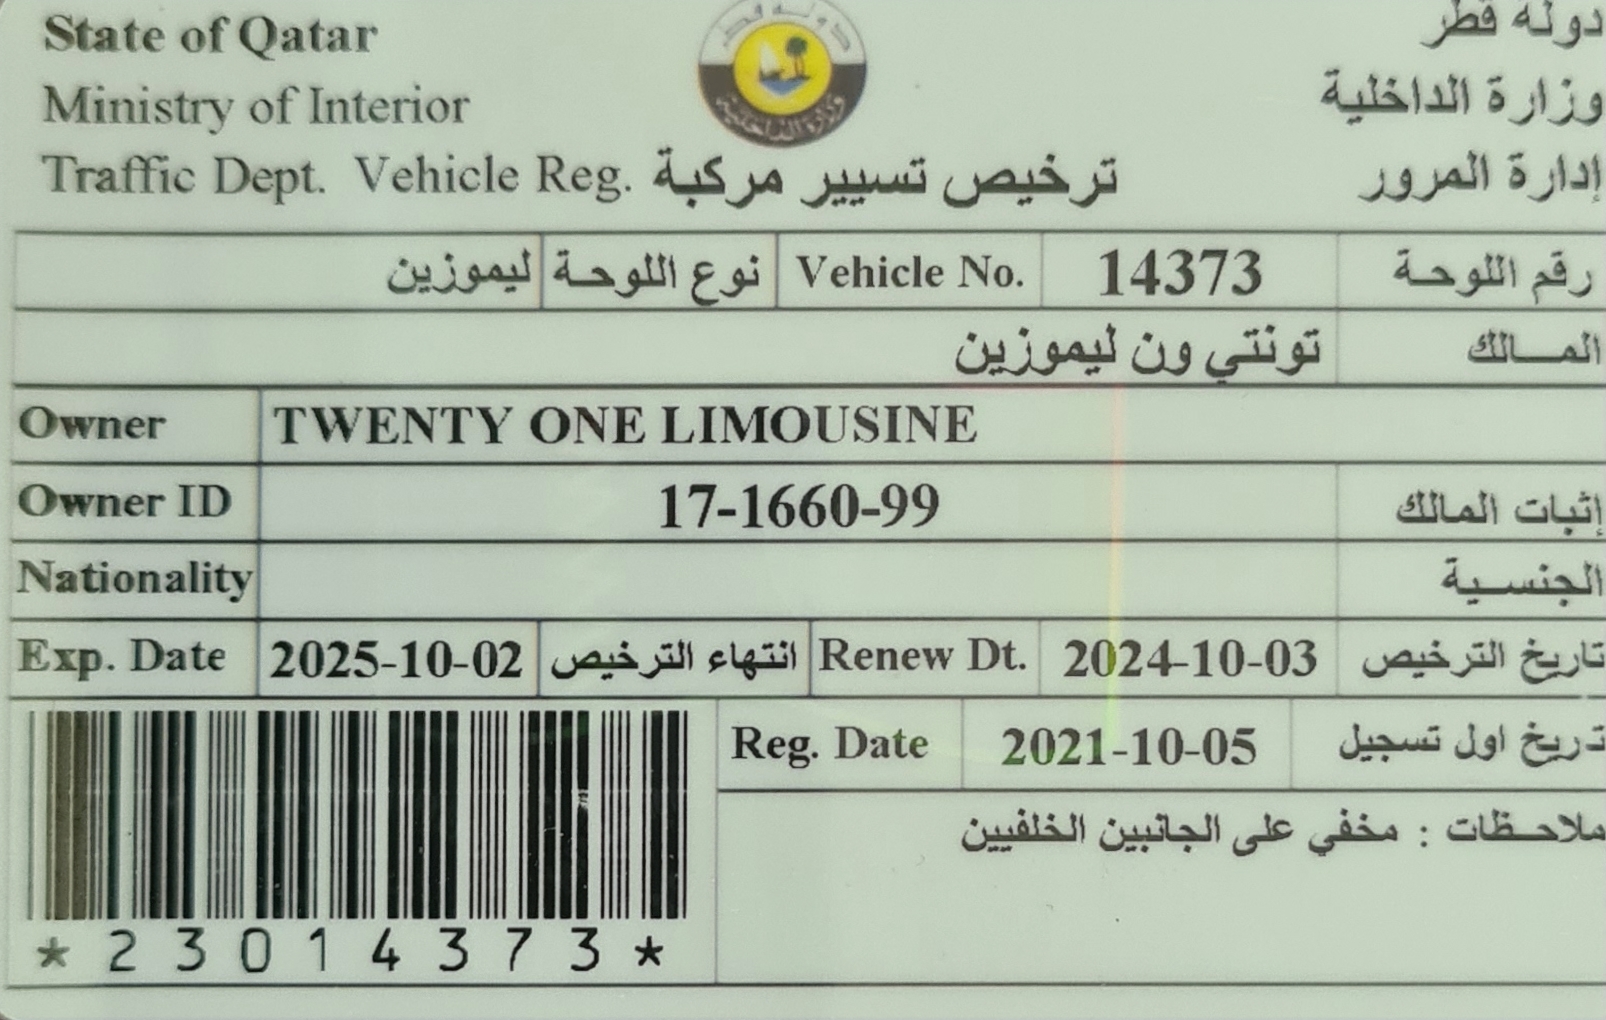 State of Qatar دولة قطر
Ministry of Interior وزارة الداخلية
Traffic Dept. Vehicle Reg. ترخيص تسيير مركبة إدارة المرور
دولة قطر
وزارة الداخلية
رقم اللوحة 14373 Vehicle No. نوع اللوحة ليموزين
المـــالك تونتي ون ليموزين
Owner TWENTY ONE LIMOUSINE
Owner ID 17-1660-99 إثبات المالك
Nationality الجنســية
Exp. Date 2025-10-02 انتهاء الترخيص Renew Dt. 2024-10-03 تاريخ الترخيص
Reg. Date 2021-10-05 تاريخ اول تسجيل
ملاحـظات : مخفي على الجانبين الخلفيين
*23014373*